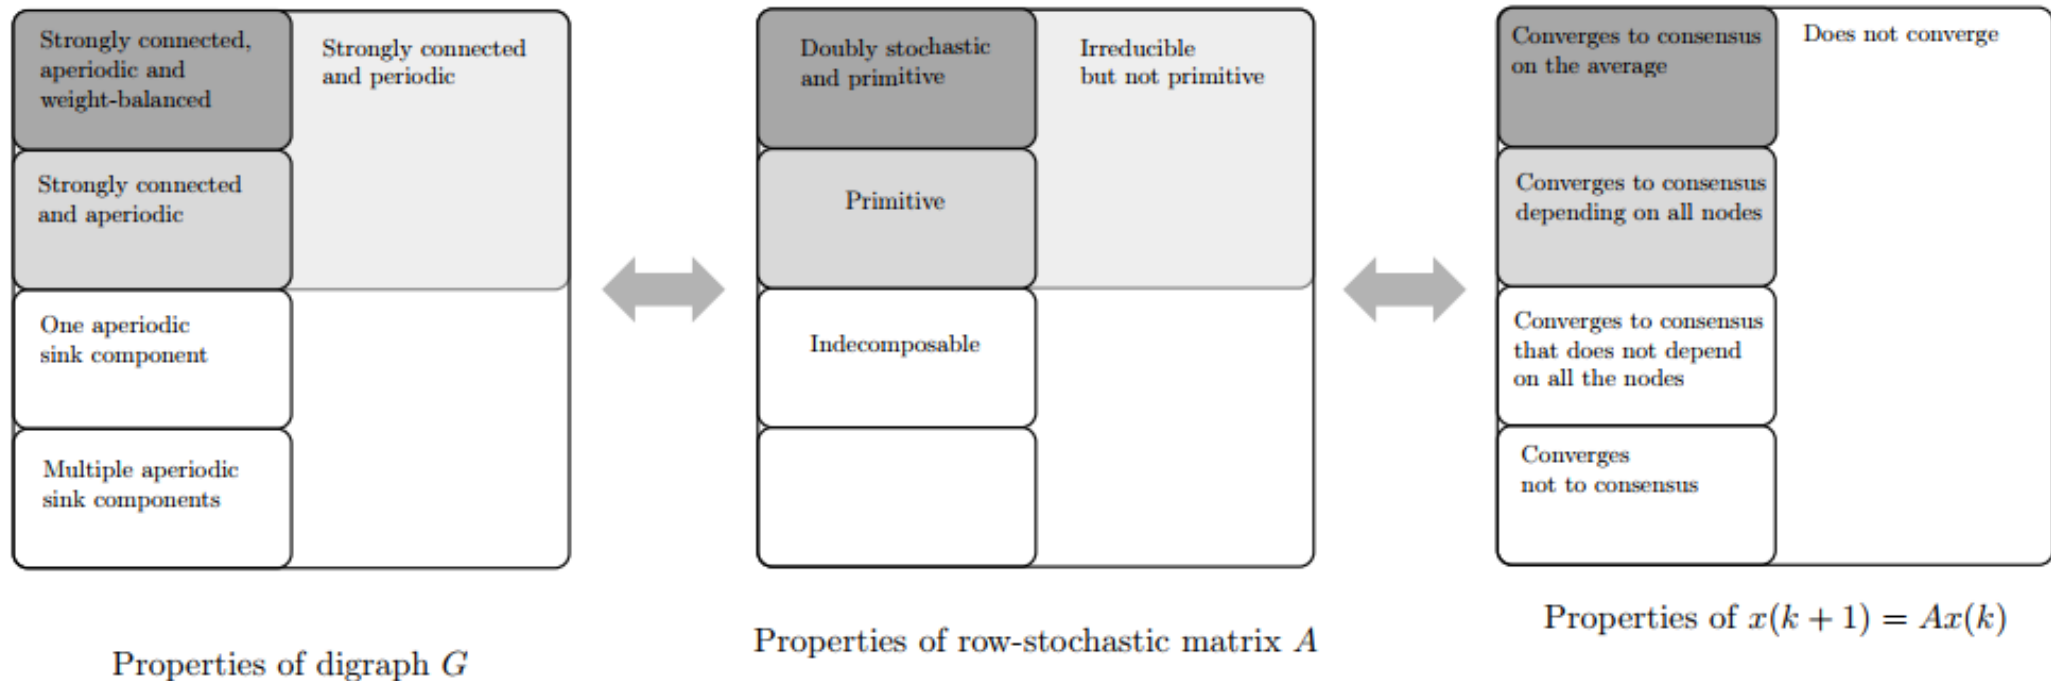 Strongly connected,
aperiodic and
weight-balanced
Strongly connected
and periodic
Strongly connected
and aperiodic
One aperiodic
sink component
Multiple aperiodic
sink components
Properties of digraph G
Doubly stochastic
and primitive
Irreducible
but not primitive
Primitive
Indecomposable
Properties of row-stochastic matrix A
Converges to consensus
on the average
Does not converge
Converges to consensus
depending on all nodes
Converges to consensus
that does not depend
on all the nodes
Converges
not to consensus
Properties of x(k + 1) = Ax(k)